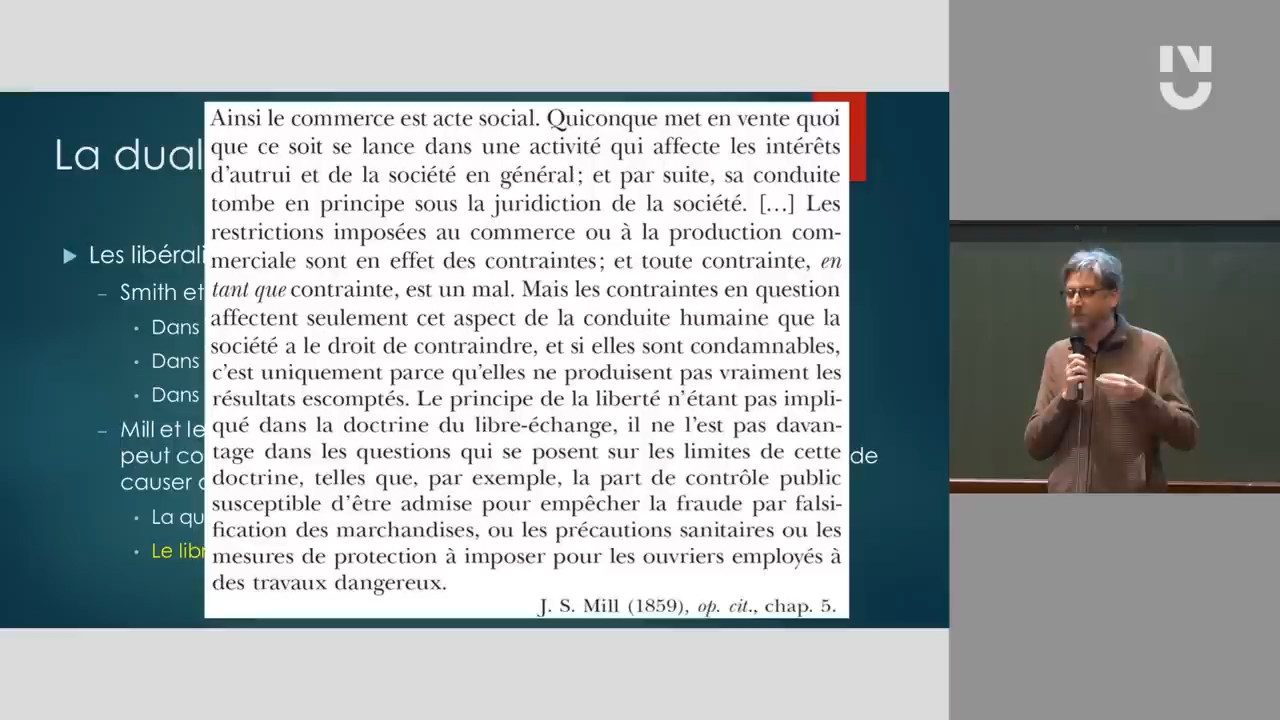 La dual
Les libérali
Smith et
Dans
Dans
Dans
Mill et le
peut co
de
causer
La qu
Le libr
Ainsi le commerce est acte social. Quiconque met en vente quoi
que ce soit se lance dans une activité qui affecte les intérêts
d’autrui et de la société en général ; et par suite, sa conduite
tombe en principe sous la juridiction de la société. […] Les
restrictions imposées au commerce ou à la production com-
merciale sont en effet des contraintes ; et toute contrainte, en
tant que contrainte, est un mal. Mais les contraintes en question
affectent seulement cet aspect de la conduite humaine que la
société a le droit de contraindre, et si elles sont condamnables,
c’est uniquement parce qu’elles ne produisent pas vraiment les
résultats escomptés. Le principe de la liberté n’étant pas impli-
qué dans la doctrine du libre-échange, il ne l’est pas davan-
tage dans les questions qui se posent sur les limites de cette
doctrine, telles que, par exemple, la part de contrôle public
susceptible d’être admise pour empêcher la fraude par falsi-
fication des marchandises, ou les précautions sanitaires ou les
mesures de protection à imposer pour les ouvriers employés à
des travaux dangereux.
J. S. Mill (1859), op. cit., chap. 5.